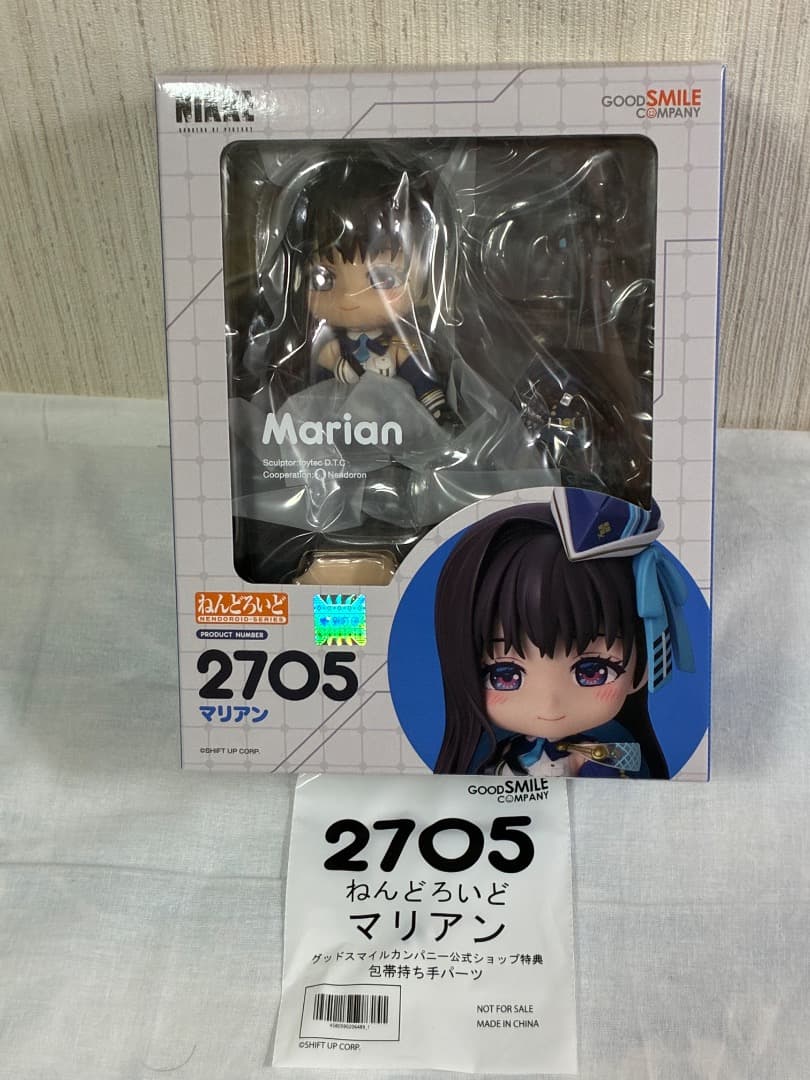 NIKKE
GODDESS OF VICTORY
GOODSMILE
COMPANY
Marian
Sculptor:toytec D.T.C
Cooperation: Nendoron
ねんどろいど
NENDOROID-SERIES
PRODUCT NUMBER
2705
マリアン
©SHIFT UP CORP.
GOODSMILE
COMPANY
2705
ねんどろいど
マリアン
グッドスマイルカンパニー公式ショップ特典
包帯持ち手パーツ
NOT FOR SALE
MADE IN CHINA
©SHIFT UP CORP.